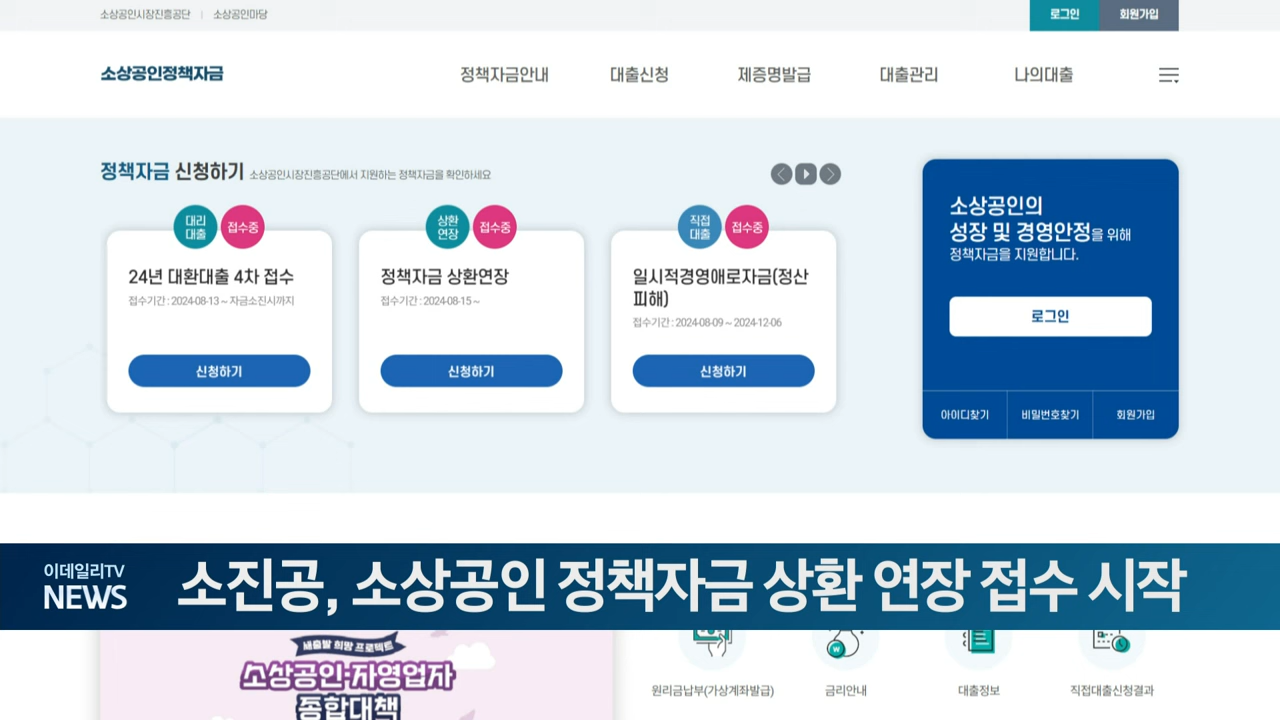 소상공인시장진흥공단 | 소상공인마당
로그인 회원가입
소상공인정책자금
정책자금안내 대출신청 제증명발급 대출관리 나의대출
정책자금 신청하기 소상공인시장진흥공단에서 지원하는 정책자금을 확인하세요
대리
대출
접수중
24년 대환대출 4차 접수
접수기간 : 2024-08-13 ~ 자금소진시까지
신청하기
상환
연장
접수중
정책자금 상환연장
접수기간 : 2024-08-15 ~
신청하기
직접
대출
접수중
일시적경영애로자금(정산
피해)
접수기간 : 2024-08-09 ~ 2024-12-06
신청하기
소상공인의
성장 및 경영안정을 위해
정책자금을 지원합니다.
로그인
아이디찾기 비밀번호찾기 회원가입
이데일리TV
NEWS
소진공, 소상공인 정책자금 상환 연장 접수 시작
새출발 희망 프로젝트
소상공인·자영업자
종합대책
원리금납부(가상계좌발급) 금리안내 대출정보 직접대출신청결과